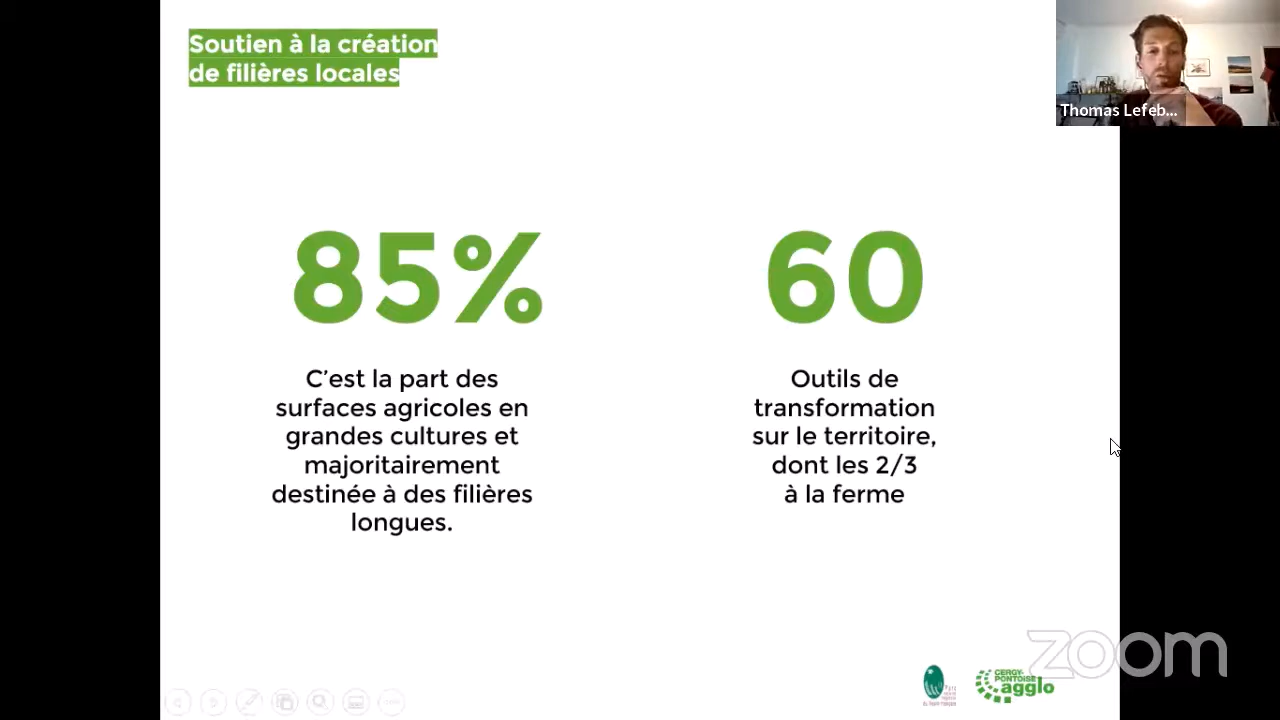 Soutien à la création
de filières locales
Thomas Lefeb...
85%
60
C'est la part des
surfaces agricoles en
grandes cultures et
majoritairement
destinée à des filières
longues.
Outils de
transformation
sur le territoire,
dont les 2/3
à la ferme
zoom
CERGY-
PONTOISE
agglo